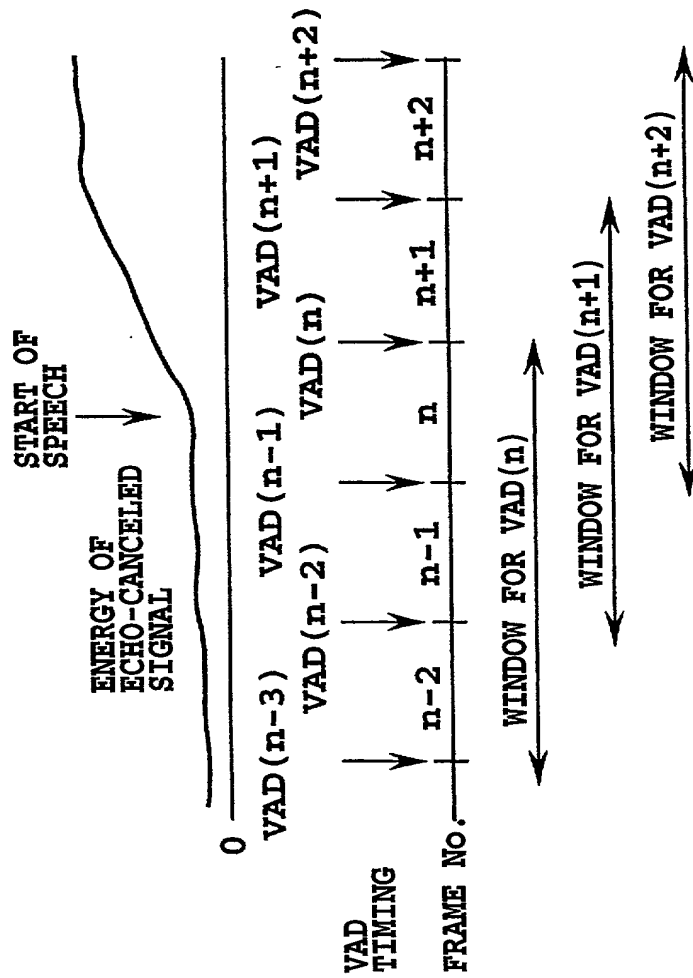 START OF
SPEECH
ENERGY OF
ECHO-CANCELED
SIGNAL
0
VAD(n-3)
VAD(n-2)
VAD(n-1)
VAD(n)
VAD(n+1)
VAD(n+2)
VAD
TIMING
FRAME No.
n-2
n-1
n
n+1
n+2
WINDOW FOR VAD(n)
WINDOW FOR VAD(n+1)
WINDOW FOR VAD(n+2)